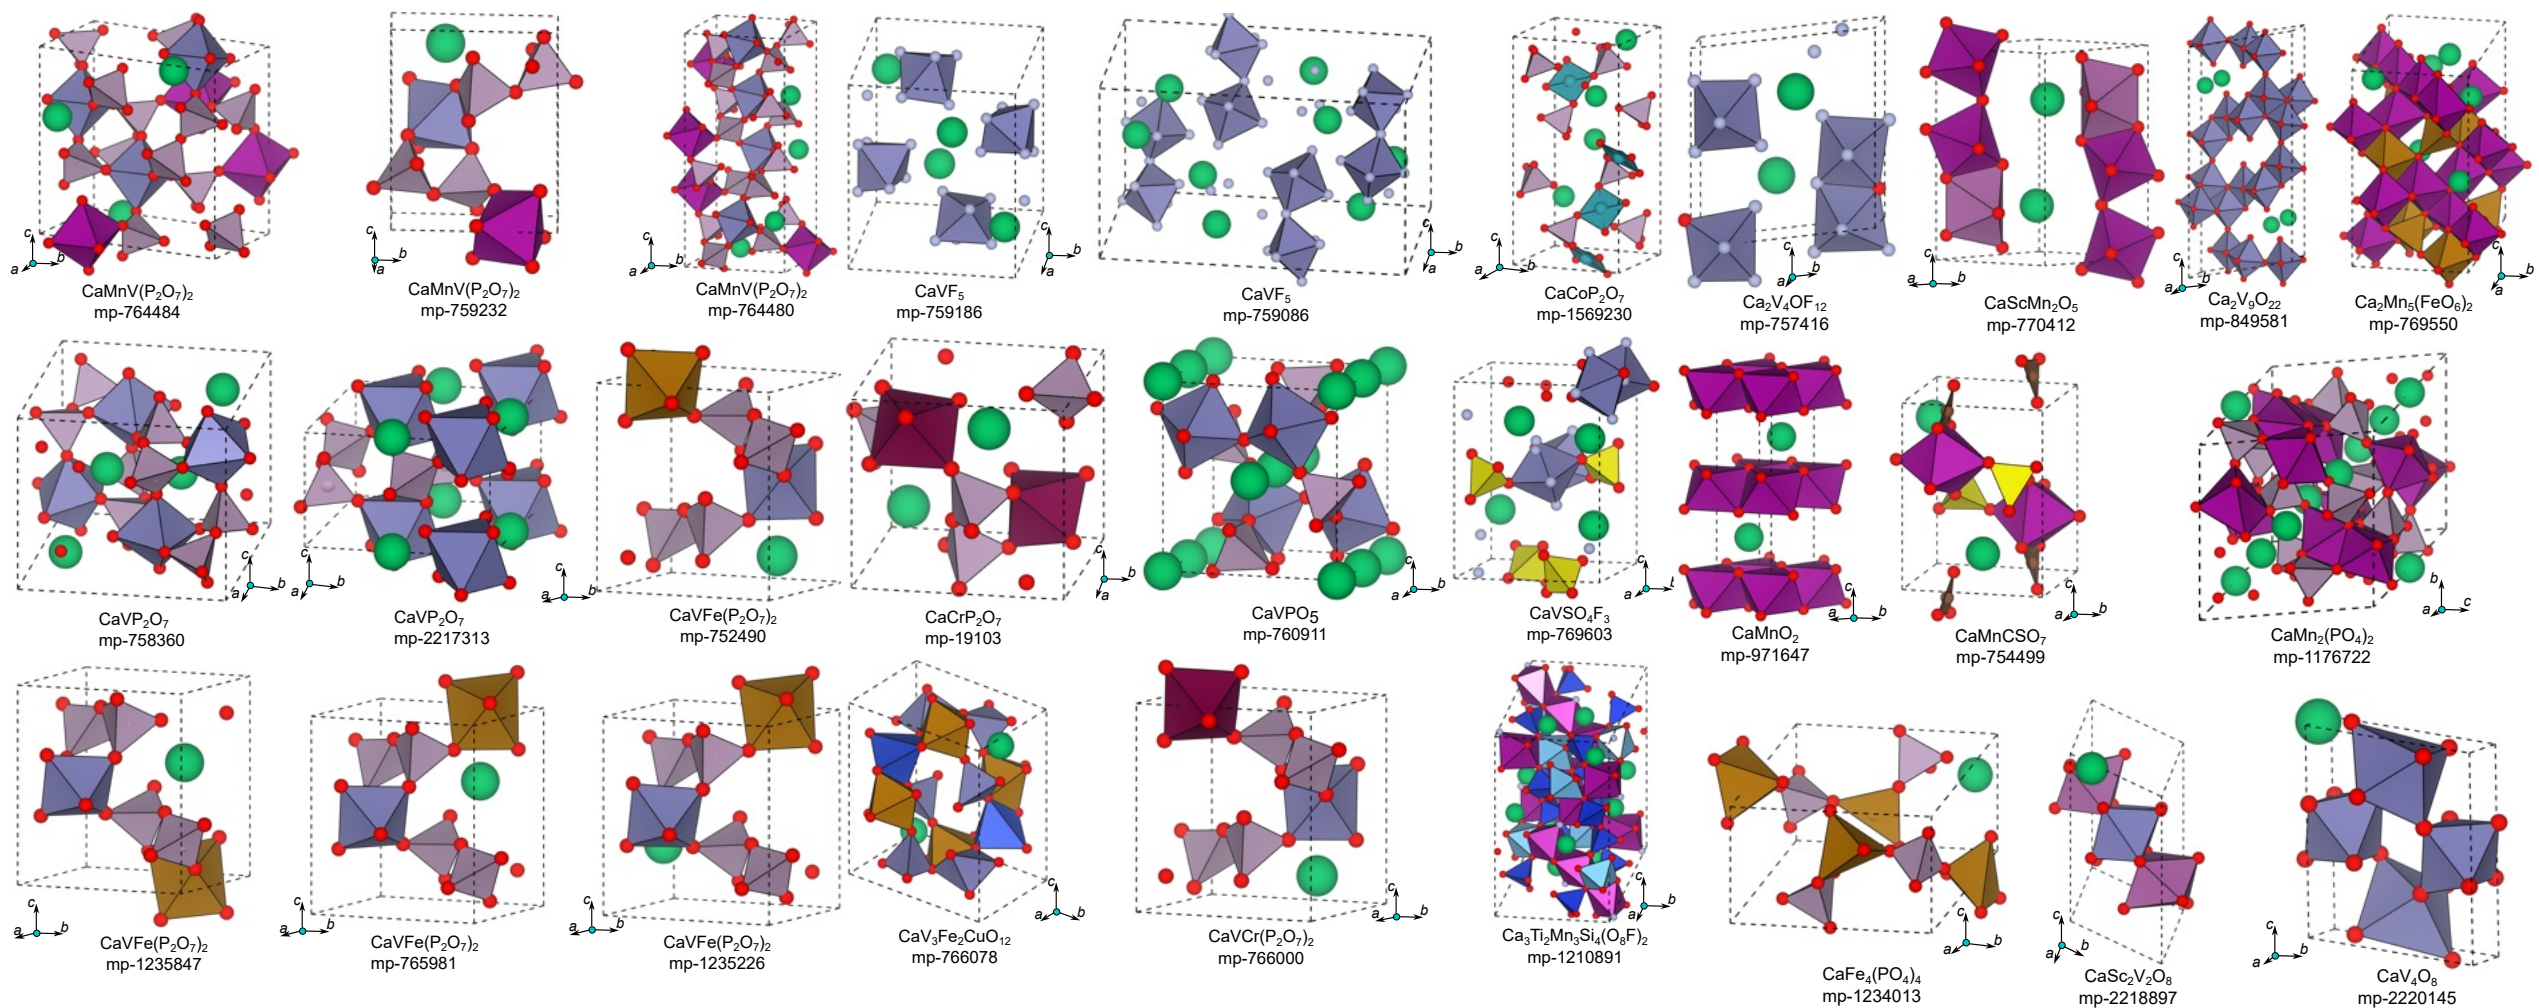 CaMnV(P₂O₇)₂
mp-764484
CaMnV(P₂O₇)₂
mp-759232
CaMnV(P₂O₇)₂
mp-764480
CaVF₅
mp-759186
CaVF₅
mp-759086
CaCoP₂O₇
mp-1569230
Ca₂V₄OF₁₂
mp-757416
CaScMn₂O₅
mp-770412
Ca₂V₉O₂₂
mp-849581
Ca₂Mn₅(FeO₆)₂
mp-769550
c
a
b
c
a
b
c
a
b
c
a
b
c
a
b
c
a
b
c
a
b
c
a
b
c
a
b
c
a
b
CaVP₂O₇
mp-758360
CaVP₂O₇
mp-2217313
CaVFe(P₂O₇)₂
mp-752490
CaCrP₂O₇
mp-19103
CaVPO5
mp-760911
CaVSO₄F₃
mp-769603
CaMnO₂
mp-971647
CaMnCSO₇
mp-754499
CaMn₂(PO₄)₂
mp-1176722
c
a
b
c
a
b
c
a
b
c
a
b
c
a
b
c
a
c
a
b
c
a
b
b
a
c
CaVFe(P₂O₇)₂
mp-1235847
CaVFe(P₂O₇)₂
mp-765981
CaVFe(P₂O₇)₂
mp-1235226
CaV₃Fe₂CuO₁₂
mp-766078
CaVCr(P₂O₇)₂
mp-766000
Ca₃Ti₂Mn₃Si₄(O₈F)₂
mp-1210891
CaFe₄(PO₄)₄
mp-1234013
CaSc₂V₂O₈
mp-2218897
CaV₄O₈
mp-2220145
c
a
b
c
a
b
c
a
b
c
a
b
c
a
b
c
a
b
c
a
b
c
a
b
c
a
b